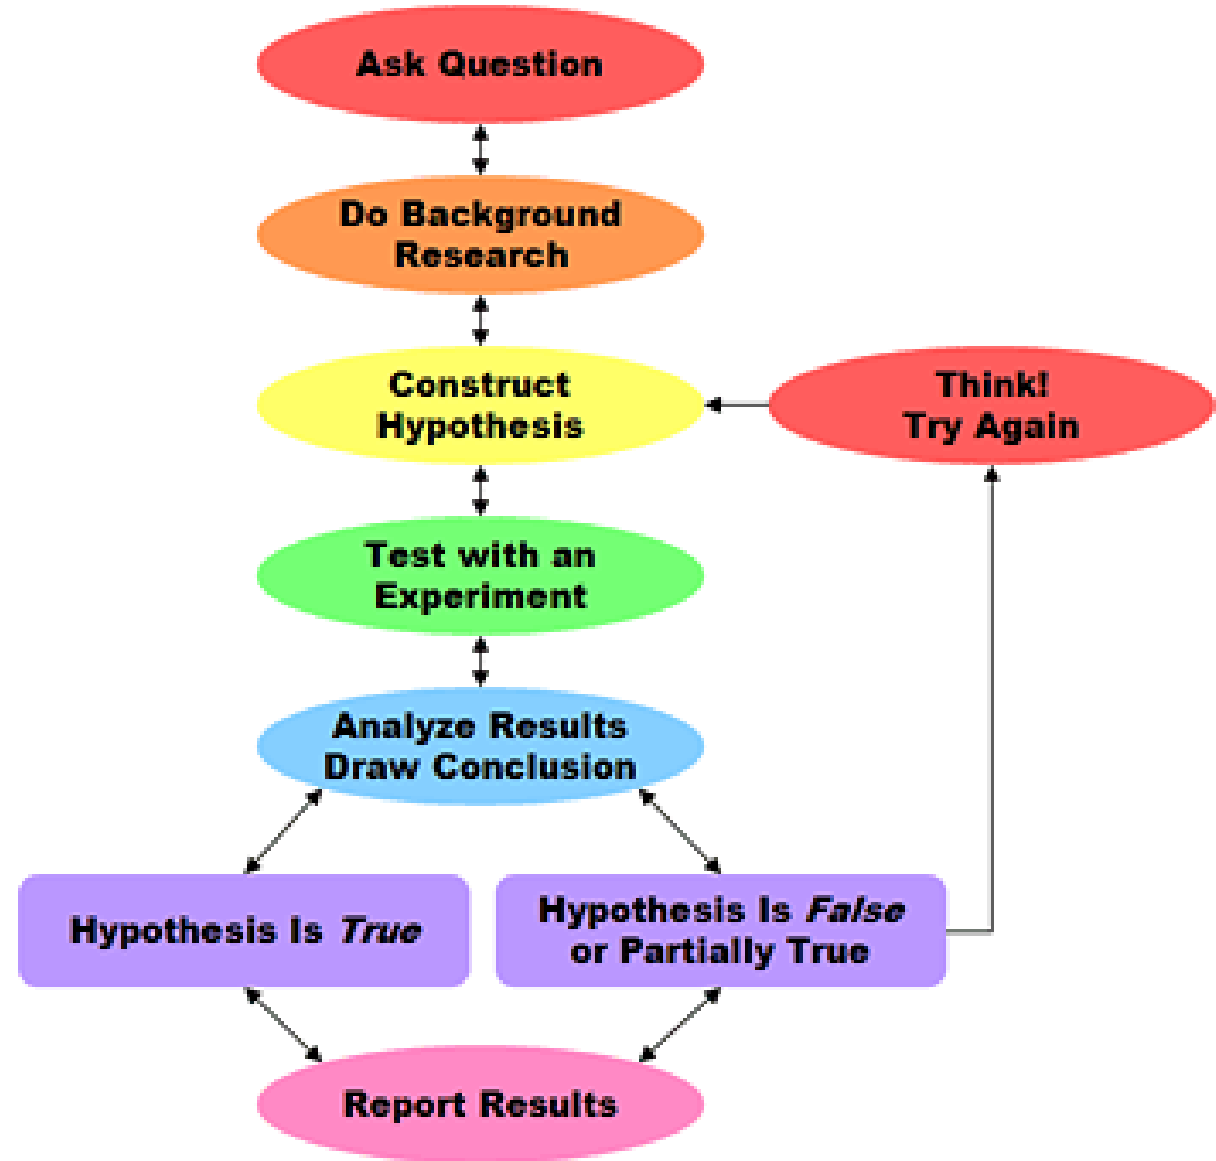 Ask Question
Do Background
Research
Construct
Hypothesis
Think!
Try Again
Test with an
Experiment
Analyze Results
Draw Conclusion
Hypothesis Is True
Hypothesis Is False
or Partially True
Report Results